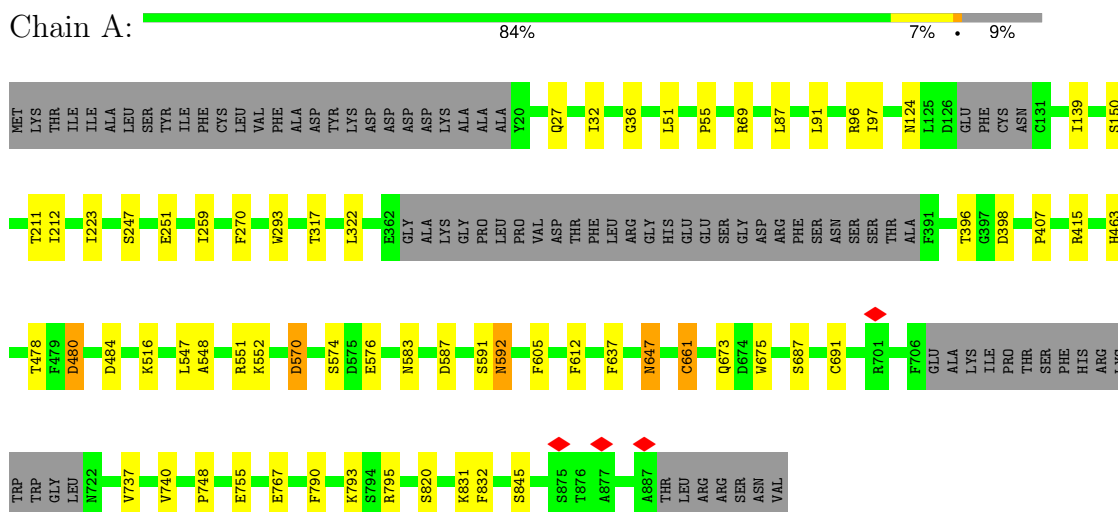 Chain A:
84% 7% • 9%
MET LYS THR ILE ILE ALA LEU SER TYR ILE PHE CYS LEU VAL PHE ALA ASP TYR LYS ASP ASP ASP ASP LYS ALA ALA ALA Y20 Q27 I32 G36 L51 P55 R69 L87 L91 R96 I97 N124 L125 D126 GLU PHE CYS ASN C131 I139 S150
T211 I212 I223 S247 E251 I259 F270 W293 T317 L322 E362 GLY ALA LYS GLY PRO LEU PRO VAL ASP THR PHE LEU ARG GLY HIS GLU GLU SER GLY ASP ARG PHE SER ASN SER SER THR ALA F391 T396 G397 D398 P407 R415 H463
T478 F479 D480 D484 K516 L547 A548 R551 K552 D570 S574 D575 E576 N583 D587 S591 N592 F605 F612 F637 N647 C661 Q673 D674 W675 S687 C691 R701 F706 GLU ALA LYS ILE PRO THR SER PHE HIS ARG
TRP TRP GLY LEU N722 V737 V740 P748 E755 E767 F790 K793 S794 R795 S820 K831 F832 S845 S875 T876 A877 A887 THR LEU ARG ARG SER ASN VAL